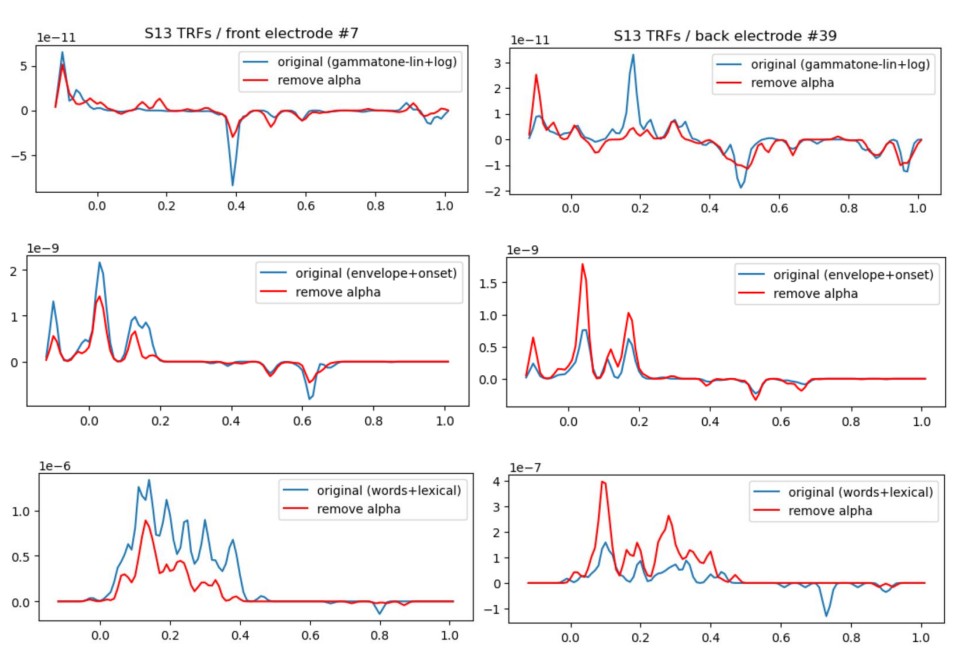 S13 TRFs / front electrode #7
1e−11
original (gammatone-lin+log)
remove alpha
5
0
−5
0.0 0.2 0.4 0.6 0.8 1.0
S13 TRFs / back electrode #39
1e−11
original (gammatone-lin+log)
remove alpha
3
2
1
0
−1
−2
0.0 0.2 0.4 0.6 0.8 1.0
1e−9
original (envelope+onset)
remove alpha
2
1
0
0.0 0.2 0.4 0.6 0.8 1.0
1e−9
original (envelope+onset)
remove alpha
1.5
1.0
0.5
0.0
0.0 0.2 0.4 0.6 0.8 1.0
1e−6
original (words+lexical)
remove alpha
1.0
0.5
0.0
0.0 0.2 0.4 0.6 0.8 1.0
1e−7
original (words+lexical)
remove alpha
4
3
2
1
0
−1
0.0 0.2 0.4 0.6 0.8 1.0